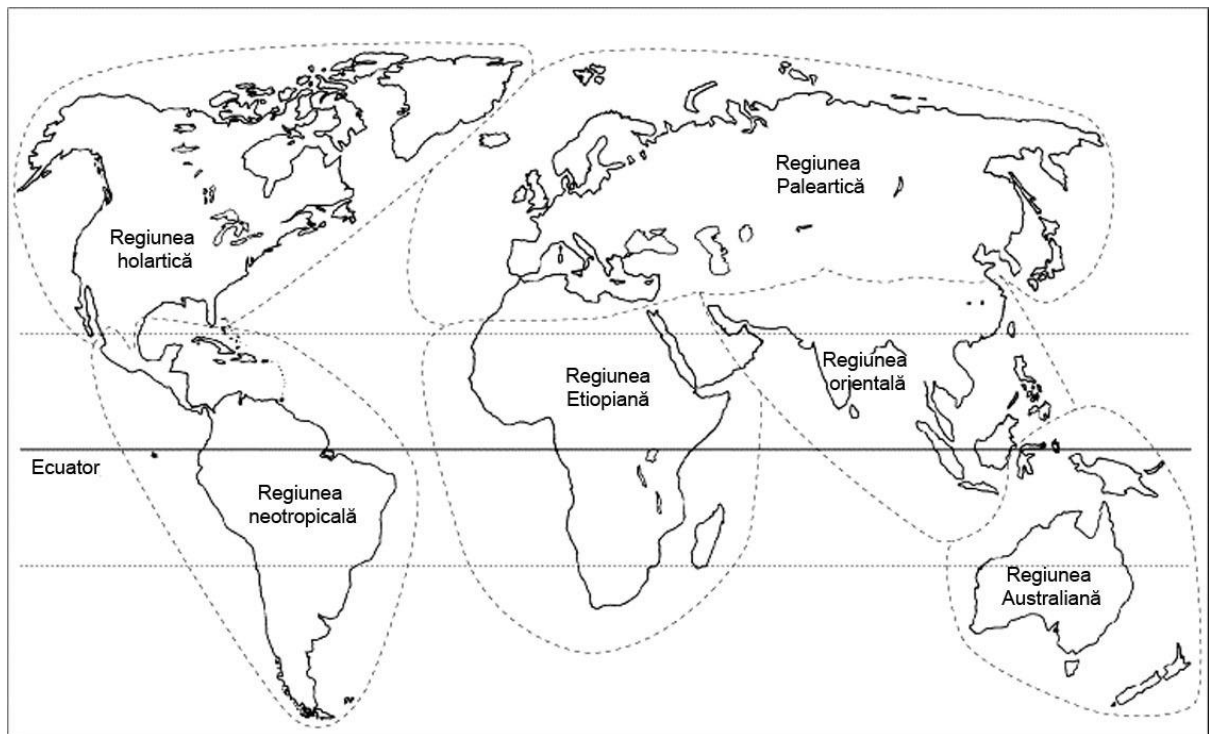 Regiunea
Paleartică
Regiunea
holartică
Regiunea
orientală
Regiunea
Etiopiană
Ecuator
Regiunea
neotropicală
Regiunea
Australiană